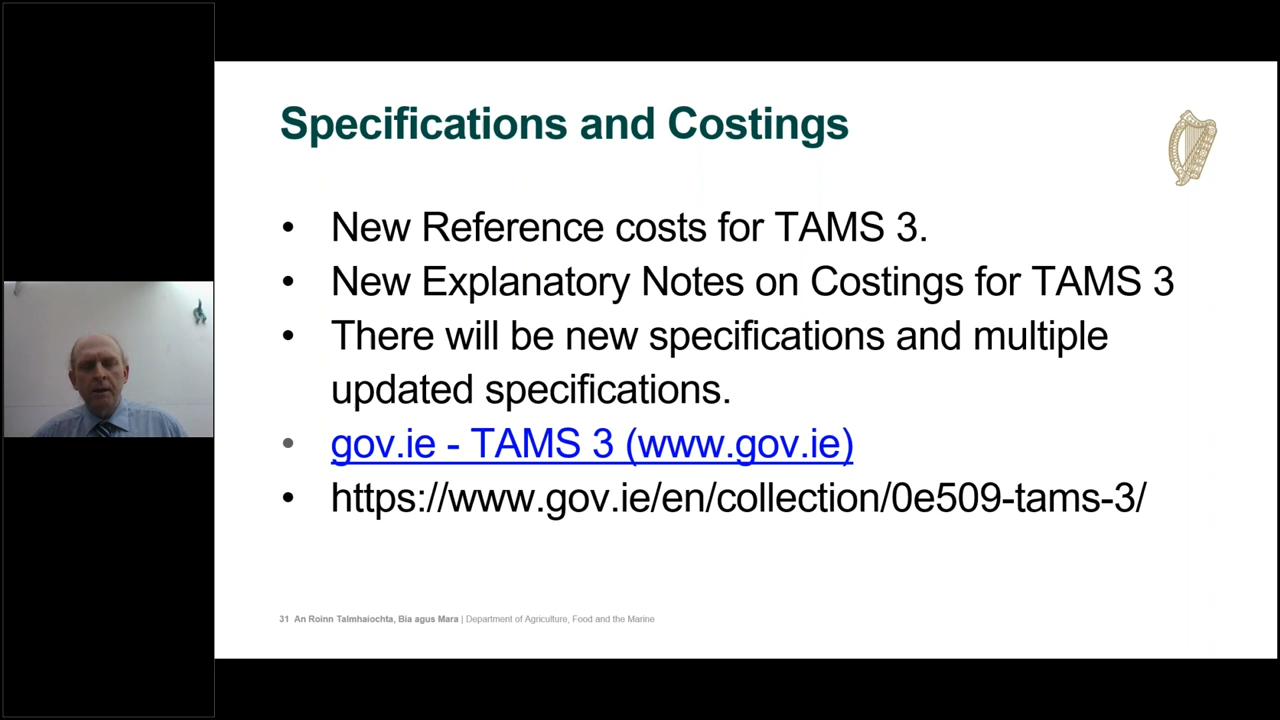 Specifications and Costings
• New Reference costs for TAMS 3.
• New Explanatory Notes on Costings for TAMS 3
• There will be new specifications and multiple
updated specifications.
• gov.ie - TAMS 3 (www.gov.ie)
• https://www.gov.ie/en/collection/0e509-tams-3/
31 An Roinn Talmhaíochta, Bia agus Mara | Department of Agriculture, Food and the Marine